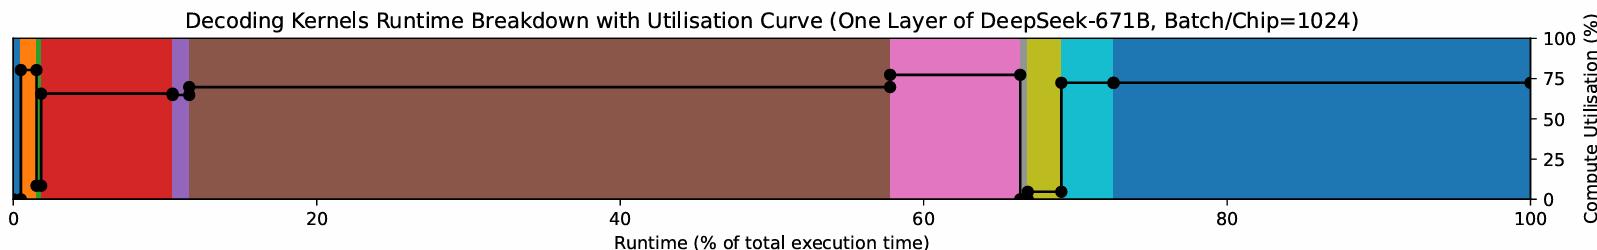 Decoding Kernels Runtime Breakdown with Utilisation Curve (One Layer of DeepSeek-671B, Batch/Chip=1024)
100
75
50
25
0
Compute Utilisation (%)
0 20 40 60 80 100
Runtime (% of total execution time)